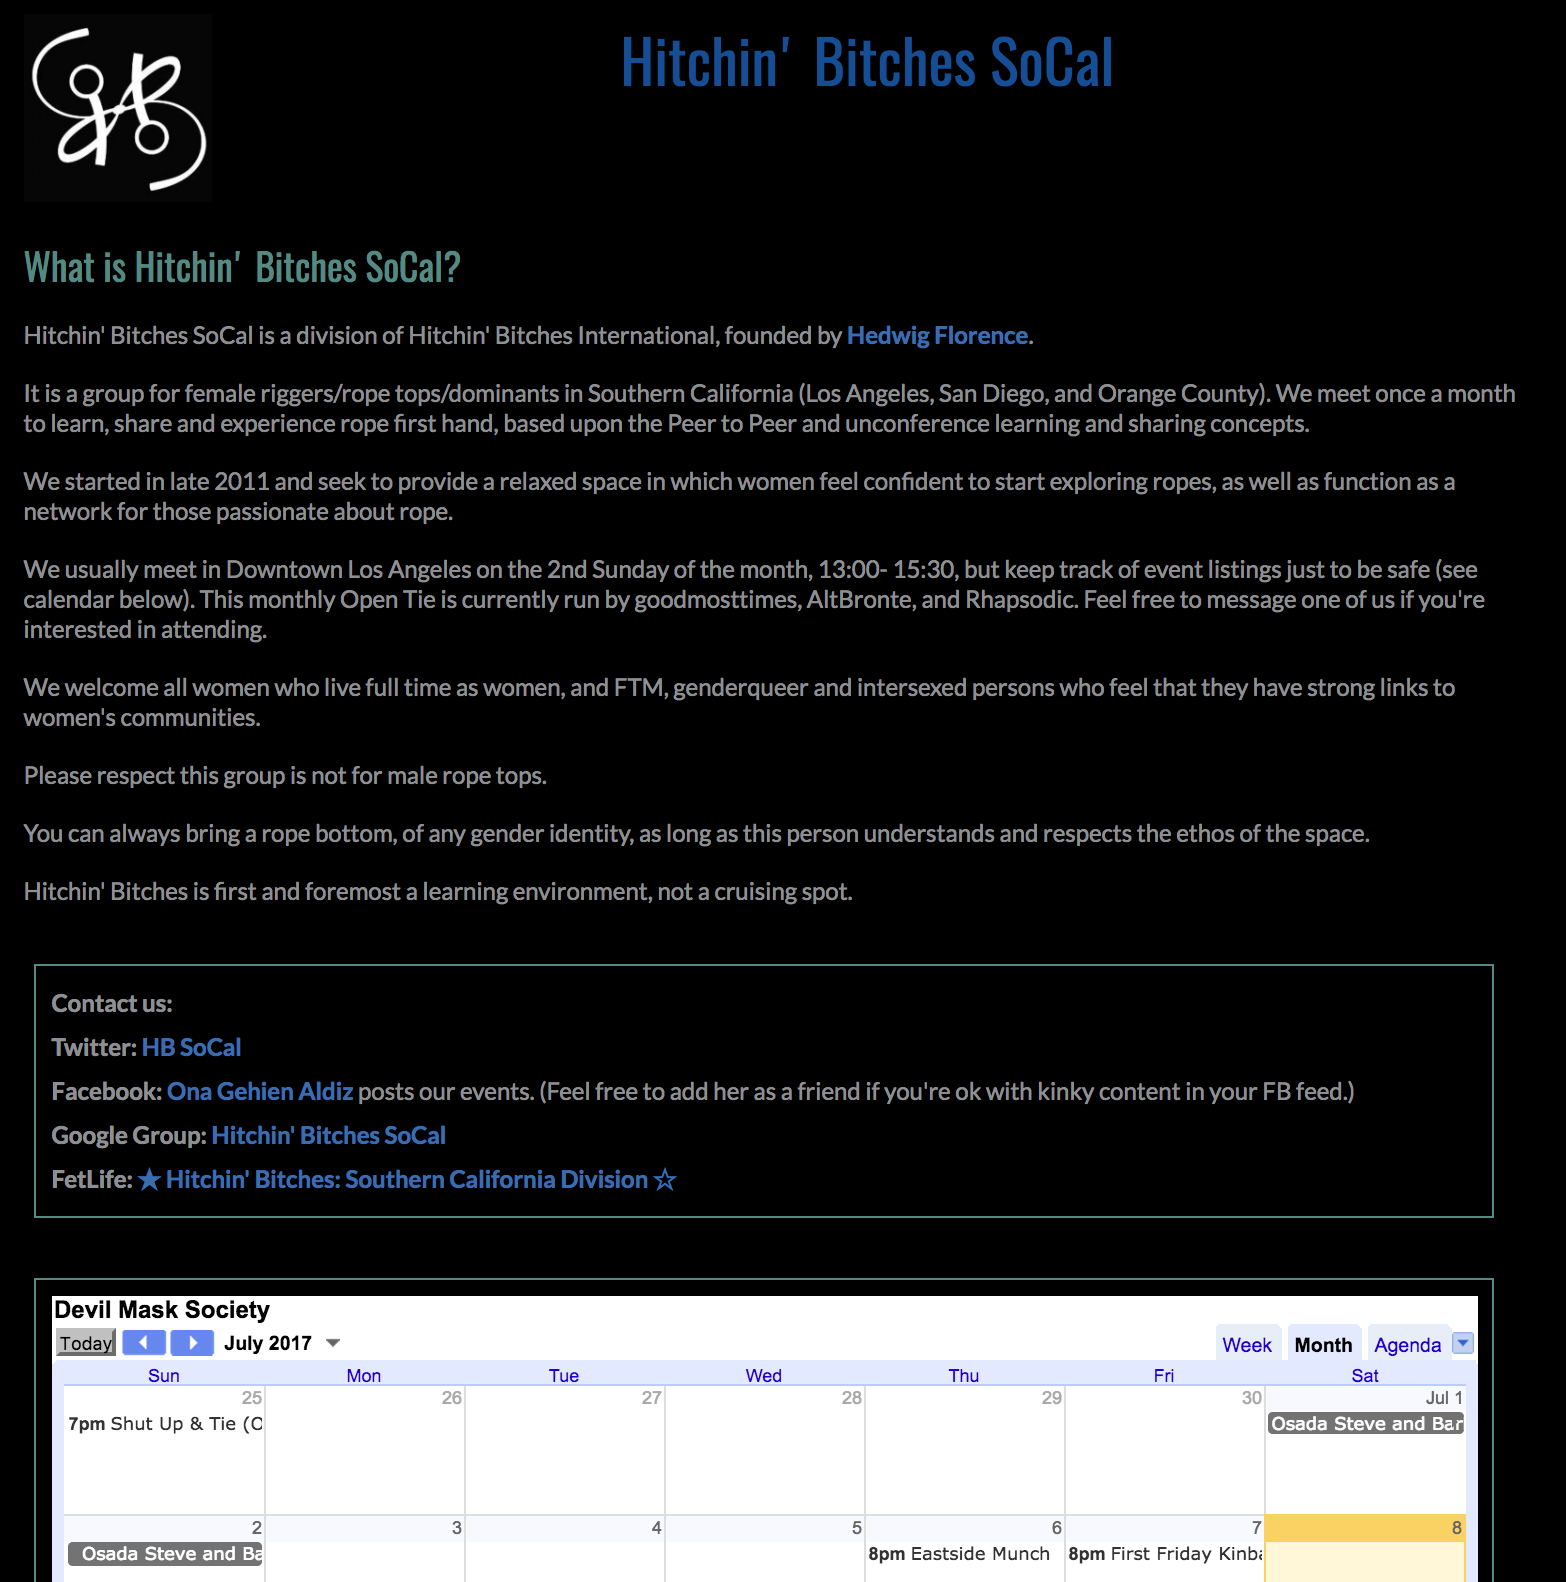 HB
Hitchin' Bitches SoCal
What is Hitchin' Bitches SoCal?
Hitchin' Bitches SoCal is a division of Hitchin' Bitches International, founded by Hedwig Florence.
It is a group for female riggers/rope tops/dominants in Southern California (Los Angeles, San Diego, and Orange County). We meet once a month
to learn, share and experience rope first hand, based upon the Peer to Peer and unconference learning and sharing concepts.
We started in late 2011 and seek to provide a relaxed space in which women feel confident to start exploring ropes, as well as function as a
network for those passionate about rope.
We usually meet in Downtown Los Angeles on the 2nd Sunday of the month, 13:00- 15:30, but keep track of event listings just to be safe (see
calendar below). This monthly Open Tie is currently run by goodmosttimes, AltBronte, and Rhapsodic. Feel free to message one of us if you're
interested in attending.
We welcome all women who live full time as women, and FTM, genderqueer and intersexed persons who feel that they have strong links to
women's communities.
Please respect this group is not for male rope tops.
You can always bring a rope bottom, of any gender identity, as long as this person understands and respects the ethos of the space.
Hitchin' Bitches is first and foremost a learning environment, not a cruising spot.
Contact us:
Twitter: HB SoCal
Facebook: Ona Gehien Aldiz posts our events. (Feel free to add her as a friend if you're ok with kinky content in your FB feed.)
Google Group: Hitchin' Bitches SoCal
FetLife: ★ Hitchin' Bitches: Southern California Division ☆
Devil Mask Society
Today July 2017 Week Month Agenda
Sun Mon Tue Wed Thu Fri Sat
25 26 27 28 29 30 Jul 1
7pm Shut Up & Tie (O Osada Steve and Bar
2 3 4 5 6 7 8
Osada Steve and Ba 8pm Eastside Munch 8pm First Friday Kinba